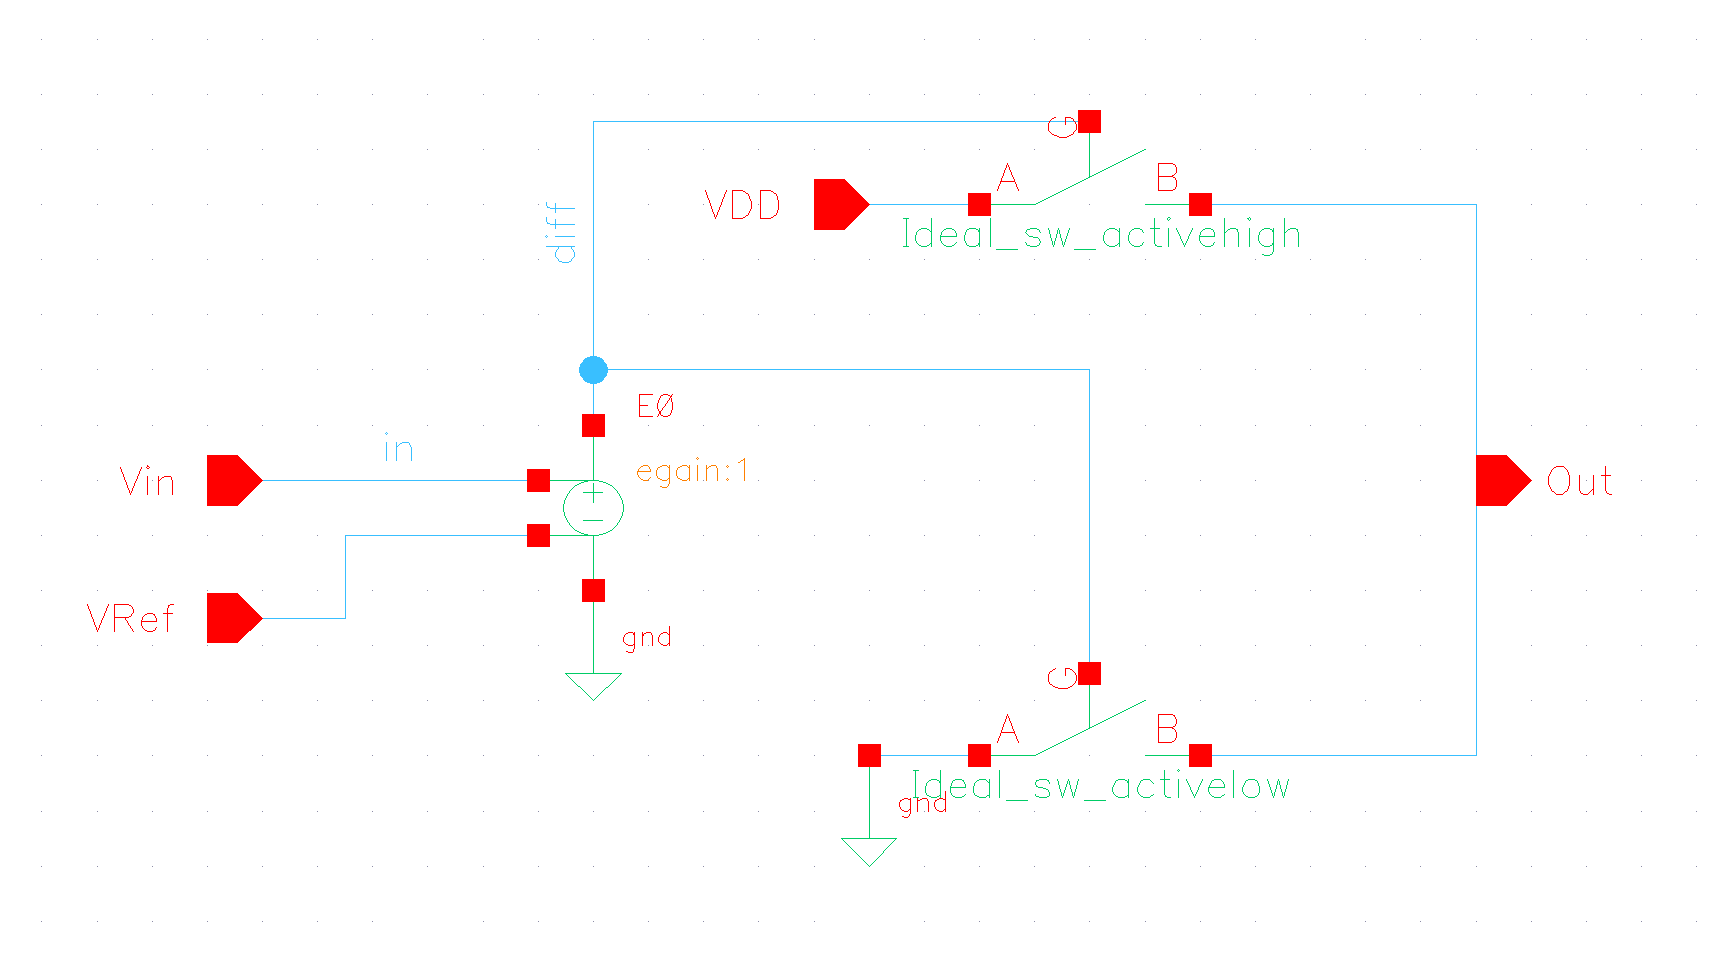 G
A
B
VDD
Ideal_sw_activehigh
diff
E0
in
egain:1
Vin
Out
VRef
gnd
G
A
B
Ideal_sw_activelow
gnd